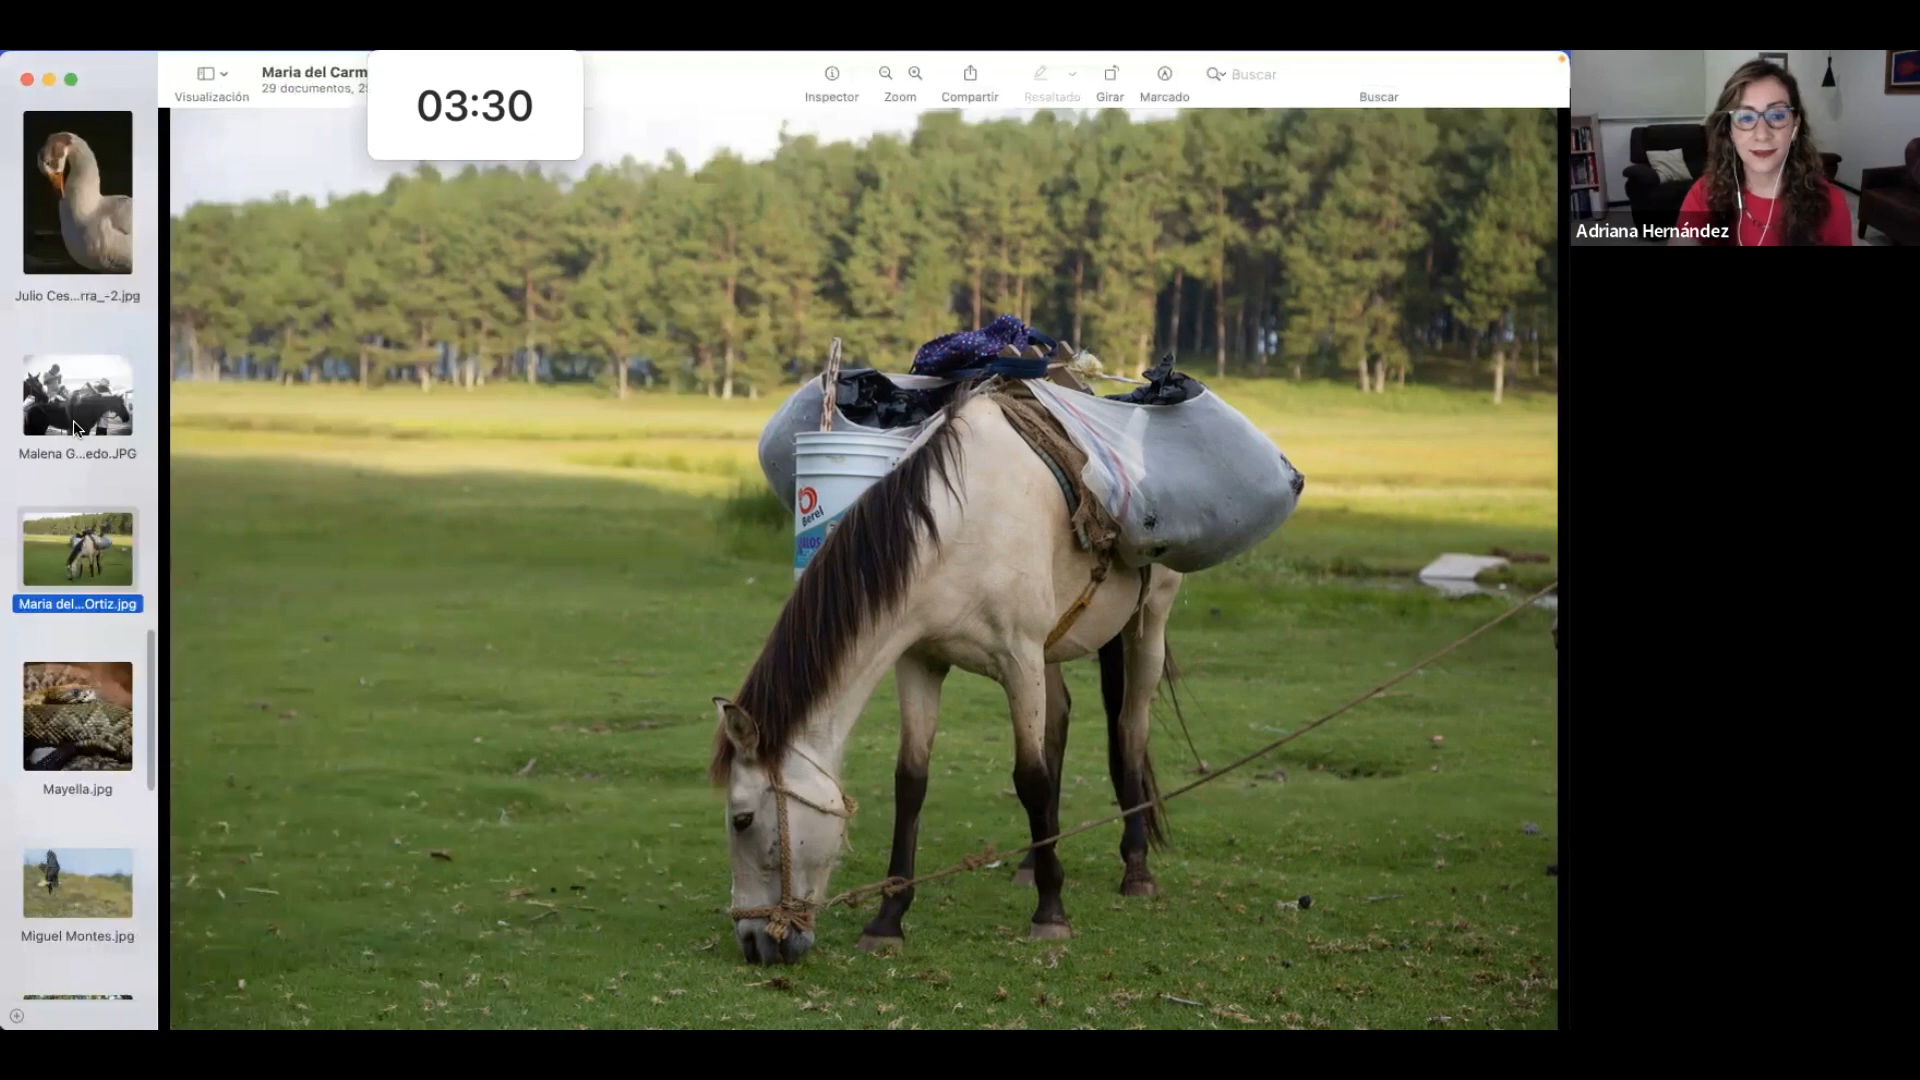 Visualización
Maria del Carm
29 documentos, 2
03:30
Inspector
Zoom
Compartir
Resaltado
Girar
Marcado
Buscar
Buscar
Julio Ces...rra_-2.jpg
Malena G...edo.JPG
Maria del...Ortiz.jpg
Mayella.jpg
Miguel Montes.jpg
Berel
Adriana Hernández